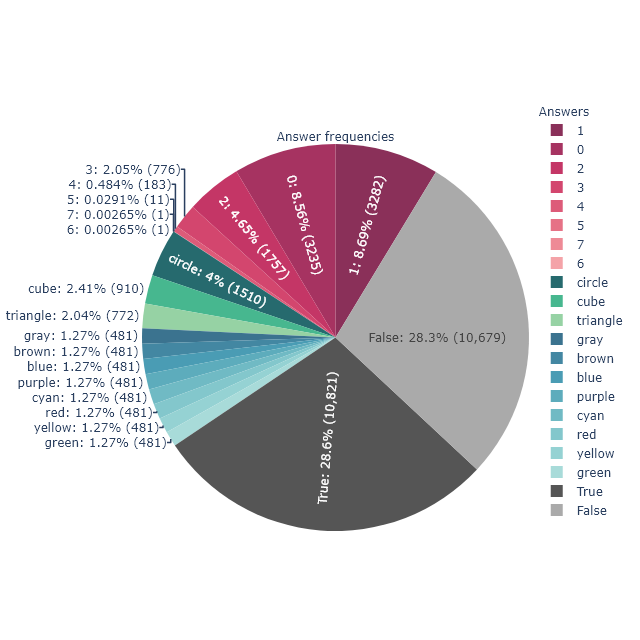 Answer frequencies
1: 8.69% (3282)
0: 8.56% (3235)
2: 4.65% (1757)
3: 2.05% (776)
4: 0.484% (183)
5: 0.0291% (11)
7: 0.00265% (1)
6: 0.00265% (1)
circle: 4% (1510)
cube: 2.41% (910)
triangle: 2.04% (772)
gray: 1.27% (481)
brown: 1.27% (481)
blue: 1.27% (481)
purple: 1.27% (481)
cyan: 1.27% (481)
red: 1.27% (481)
yellow: 1.27% (481)
green: 1.27% (481)
True: 28.6% (10,821)
False: 28.3% (10,679)
Answers
1
0
2
3
4
5
7
6
circle
cube
triangle
gray
brown
blue
purple
cyan
red
yellow
green
True
False